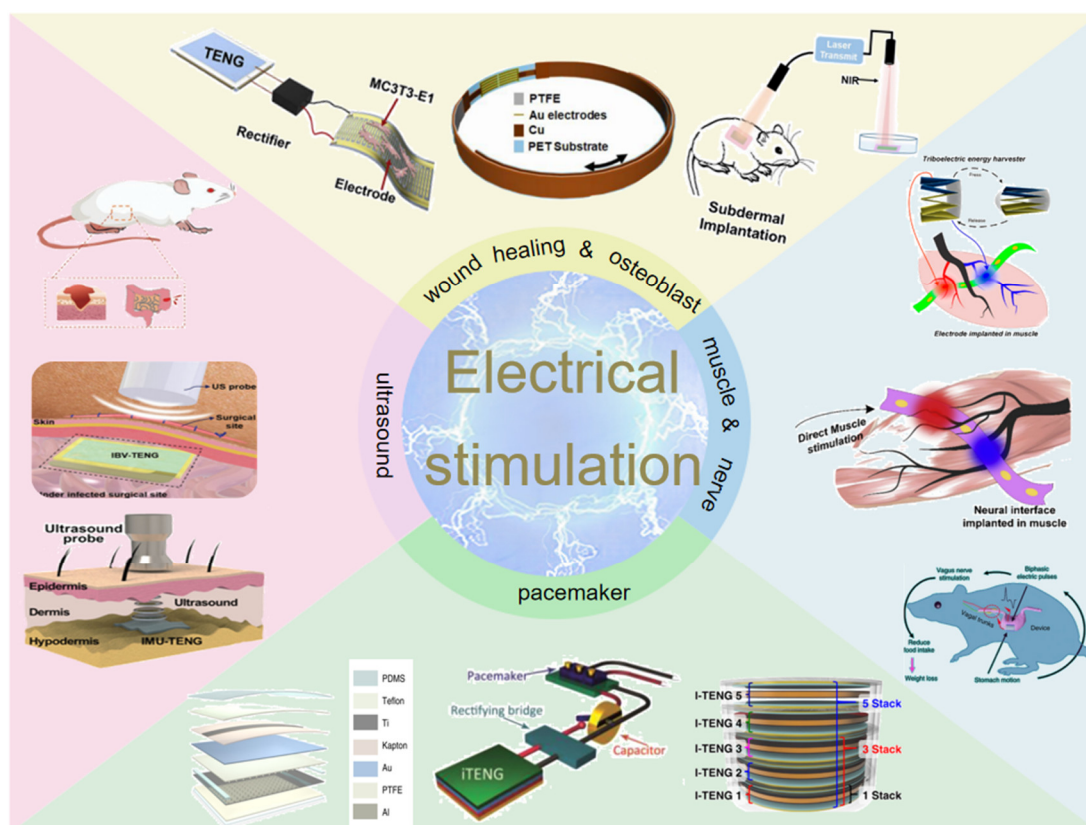 TENG
Rectifier
MC3T3-E1
Electrode
PTFE
Au electrodes
Cu
PET Substrate
Laser
Transmit
NIR
Subdermal
Implantation
Triboelectric energy harvester
Press
Release
Electrode implanted in muscle
wound healing & osteoblast
muscle & nerve
ultrasound
pacemaker
Electrical
stimulation
US probe
Surgical
site
Skin
IBV-TENG
Under infected surgical site
Direct Muscle
stimulation
Neural interface
implanted in muscle
Ultrasound
probe
Epidermis
Ultrasound
Dermis
Hypodermis
IMU-TENG
Vagus nerve
stimulation
Biphasic
electric pulses
Vagal trunks
Device
Reduce
food intake
Weight loss
Stomach motion
PDMS
Teflon
Ti
Kapton
Au
PTFE
Al
Pacemaker
Rectifying bridge
Capacitor
iTENG
I-TENG 5
I-TENG 4
I-TENG 3
I-TENG 2
I-TENG 1
5 Stack
3 Stack
1 Stack